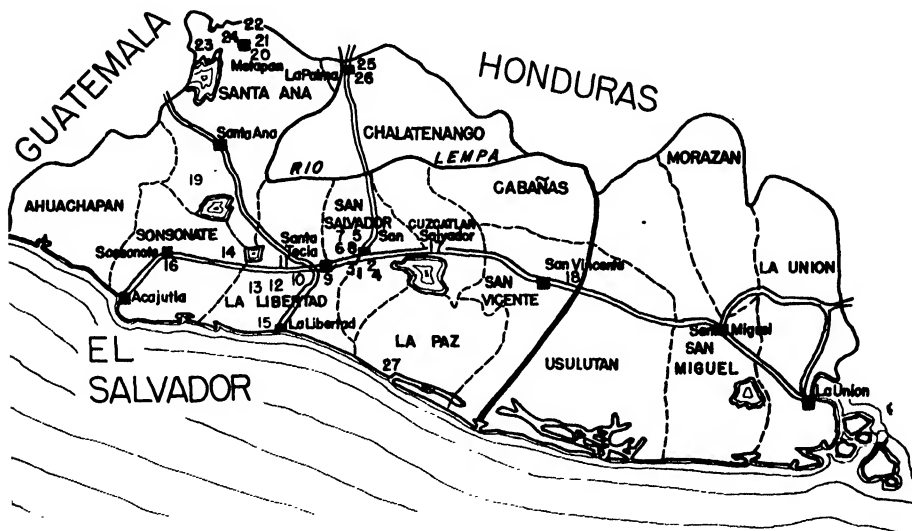 GUATEMALA
HONDURAS
22
24 21
23 20
Metapan
SANTA ANA
La Palma
25
26
CHALATENANGO
Santa Ana
RIO LEMPA
MORAZAN
CABAÑAS
19
AHUACHAPAN
SAN
SALVADOR
7 5
6 8
San Salvador
CUZCATLAN
17
SONSONATE
Sonsonate
16
14
Santa
Tecla
11
10
9
3 1 2 4
13 12
LA LIBERTAD
Acajutla
15
La Libertad
SAN
VICENTE
San Vincente
18
LA UNION
San Miguel
SAN
MIGUEL
LA PAZ
USULUTAN
27
La Union
EL
SALVADOR